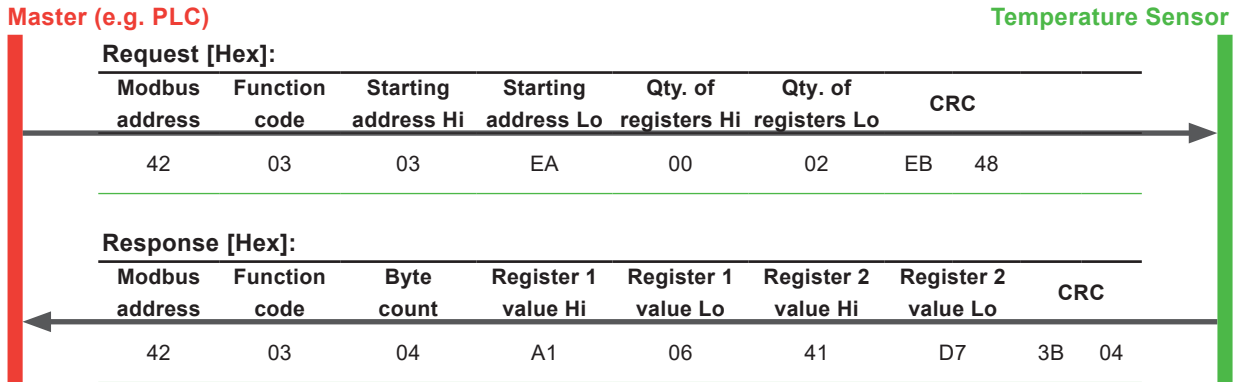 Master (e.g. PLC) Temperature Sensor
Request [Hex]:
Modbus Function Starting Starting Qty. of Qty. of CRC
address code address Hi address Lo registers Hi registers Lo
42 03 03 EA 00 02 EB 48
Response [Hex]:
Modbus Function Byte Register 1 Register 1 Register 2 Register 2 CRC
address code count value Hi value Lo value Hi value Lo
42 03 04 A1 06 41 D7 3B 04